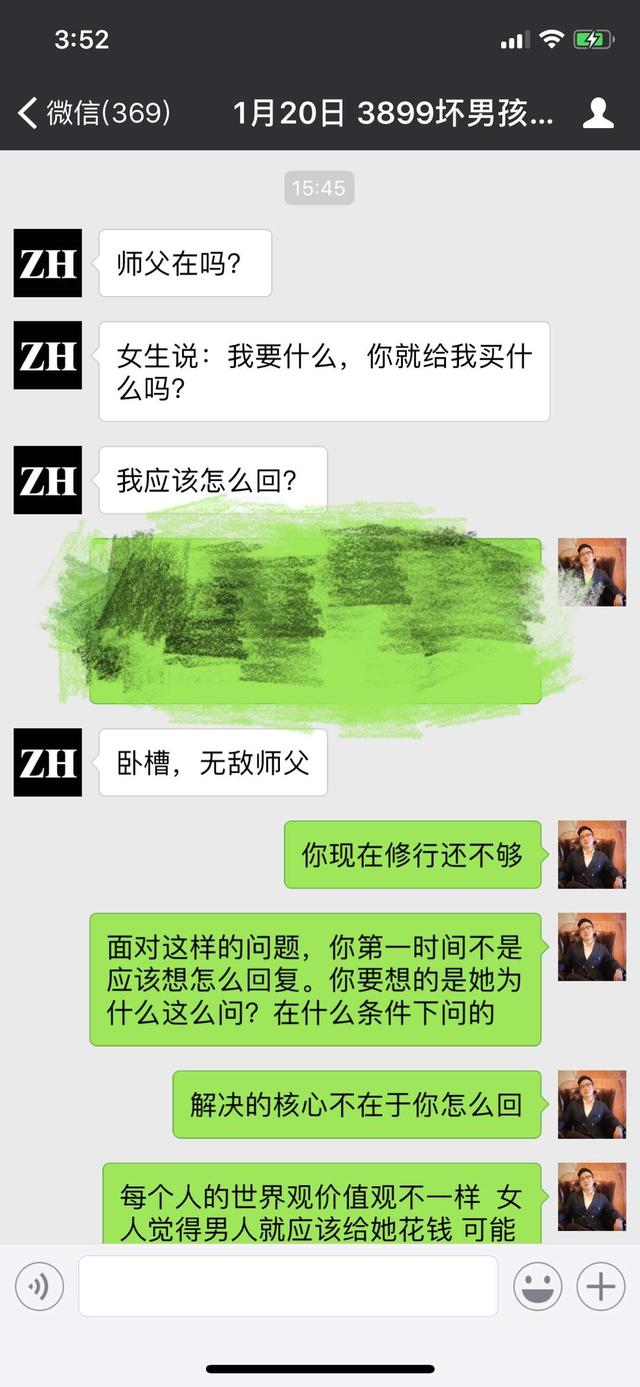 3:52
微信(369)
1月20日 3899坏男孩...
15:45
ZH
师父在吗?
ZH
女生说：我要什么，你就给我买什
么吗?
ZH
我应该怎么回?
ZH
卧槽，无敌师父
你现在修行还不够
面对这样的问题，你第一时间不是
应该想怎么回复。你要想的是她为
什么这么问？在什么条件下问的
解决的核心不在于你怎么回
每个人的世界观价值观不一样 女
人觉得男人就应该给她花钱 可能